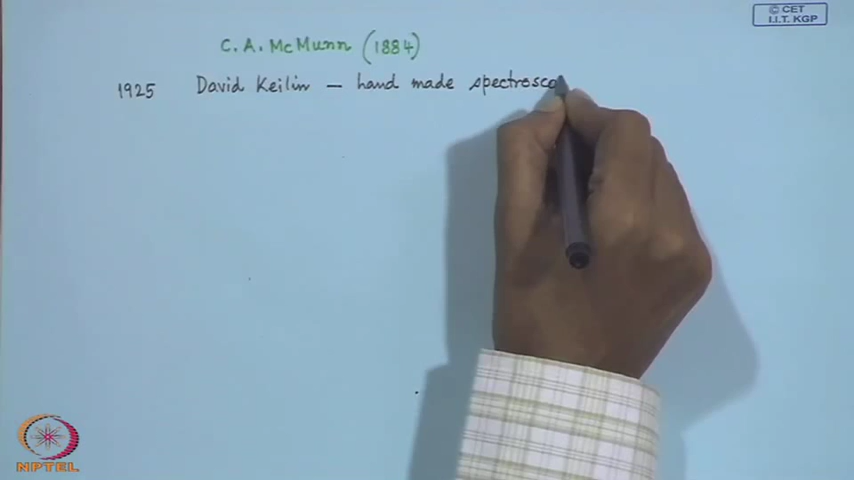 © CET
I.I.T. KGP
C. A. McMunn (1884)
1925 David Keilin — hand made spectrosco
NPTEL